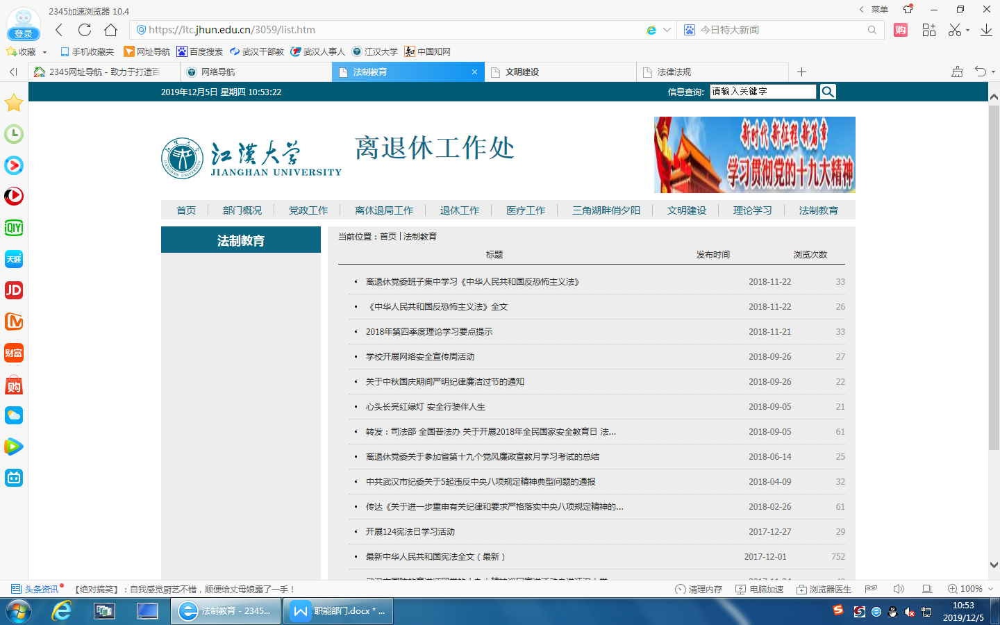 2345加速浏览器 10.4
菜单
登录
https://ltc.jhun.edu.cn/3059/list.htm
今日特大新闻
购
收藏
手机收藏夹
网址导航
百度搜索
武汉干部教
武汉人事人
江汉大学
中国知网
2345网址导航 - 致力于打造百
网络导航
法制教育
文明建设
法律法规
2019年12月5日 星期四 10:53:22
信息查询:
请输入关键字
江汉大学
JIANGHAN UNIVERSITY
离退休工作处
新时代 新征程 新篇章
学习贯彻党的十九大精神
首页
部门概况
党政工作
离休退局工作
退休工作
医疗工作
三角湖畔俏夕阳
文明建设
理论学习
法制教育
法制教育
当前位置：首页 | 法制教育
标题 发布时间 浏览次数
离退休党委班子集中学习《中华人民共和国反恐怖主义法》 2018-11-22 33
《中华人民共和国反恐怖主义法》全文 2018-11-22 26
2018年第四季度理论学习要点提示 2018-11-21 33
学校开展网络安全宣传周活动 2018-09-26 27
关于中秋国庆期间严明纪律廉洁过节的通知 2018-09-26 22
心头长亮红绿灯 安全行驶伴人生 2018-09-05 21
转发：司法部 全国普法办 关于开展2018年全民国家安全教育日 法... 2018-09-05 61
离退休党委关于参加省第十九个党风廉政宣教月学习考试的总结 2018-06-14 25
中共武汉市纪委关于5起违反中央八项规定精神典型问题的通报 2018-04-09 32
传达《关于进一步重申有关纪律和要求严格落实中央八项规定精神的... 2018-02-26 61
开展124宪法日学习活动 2017-12-27 29
最新中华人民共和国宪法全文（最新） 2017-12-01 752
iQIYI
天涯
JD
财富
购
头条资讯
【绝对搞笑】：自我感觉厨艺不错，顺便给丈母娘露了一手！
清理内存
电脑加速
浏览器医生
100%
法制教育 - 2345...
职能部门.docx * ...
10:53
2019/12/5